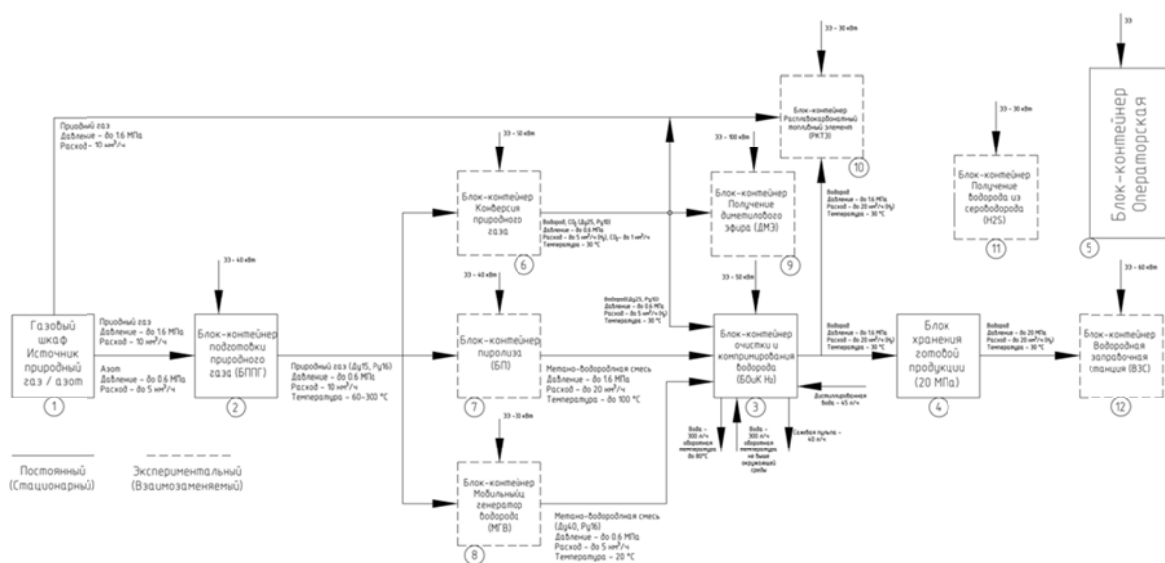 ЭЭ - 30 кВт
ЭЭ
Природный газ
Давление - до 1.6 МПа
Расход - 10 нм³/ч
ЭЭ - 50 кВт
Блок-контейнер
Конверсия
природного
газа
6
Водород, CO₂ (Ду25, Ру10)
Давление - до 0.6 МПа
Расход - до 5 нм³/ч (H₂), CO₂- до 1 нм³/ч
Температура - 30 °C
ЭЭ - 100 кВт
Блок-контейнер
Получение
диметилового
эфира (ДМЭ)
9
Блок-контейнер
Расплавокарбонатный
топливный элемент
(РКТЭ)
10
Водород
Давление - до 1.6 МПа
Расход - до 20 нм³/ч (H₂)
Температура - 30 °C
ЭЭ - 30 кВт
Блок-контейнер
Получение
водорода из
сероводорода
(H2S)
11
Блок-контейнер
Операторская
5
Газовый
шкаф
Источник
природный
газ / азот
1
Приодный газ
Давление - до 1.6 МПа
Расход - 10 нм³/ч
Азот
Давление - до 0.6 МПа
Расход - до 5 нм³/ч
ЭЭ - 40 кВт
Блок-контейнер
подготовки
природного
газа (БППГ)
2
Природный газ (Ду15, Ру16)
Давление - до 0.6 МПа
Расход - 10 нм³/ч
Температура - 60-300 °C
ЭЭ - 40 кВт
Блок-контейнер
пиролиза
(БП)
7
Метано-водородная смесь
Давление - до 1.6 МПа
Расход - до 20 нм³/ч
Температура - до 100 °C
Водород(Ду25, Ру10)
Давление - до 0.6 МПа
Расход - до 5 нм³/ч (H₂)
Температура - 30 °C
ЭЭ - 50 кВт
Блок-контейнер
очистки и
компримирования
водорода
(БОиК H₂)
3
Водород
Давление - до 1.6 МПа
Расход - до 20 нм³/ч (H₂)
Температура - 30 °C
Блок
хранения
готовой
продукции
(20 МПа)
4
Водород
Давление - до 20 МПа
Расход - до 20 нм³/ч (H₂)
Температура - 30 °C
ЭЭ - 60 кВт
Блок-контейнер
Водородная
заправочная
станция (ВЗС)
12
Дистиллированная
вода - 45 л/ч
Вода -
300 л/ч
оборотная
температура
до 80°C
Вода -
300 л/ч
оборотная
температура
не выше
окружающей
среды
Сажевая пульпа -
40 л/ч
ЭЭ -30 кВт
Блок-контейнер
Мобильныйц
генератор
водорода
(МГВ)
8
Метано-водородлная смесь
(Ду40, Ру16)
Давление - до 0.6 МПа
Расход - до 5 нм³/ч
Температура - 20 °C
Постоянный
(Стационарный)
Экспериментальный
(Взаимозаменяемый)